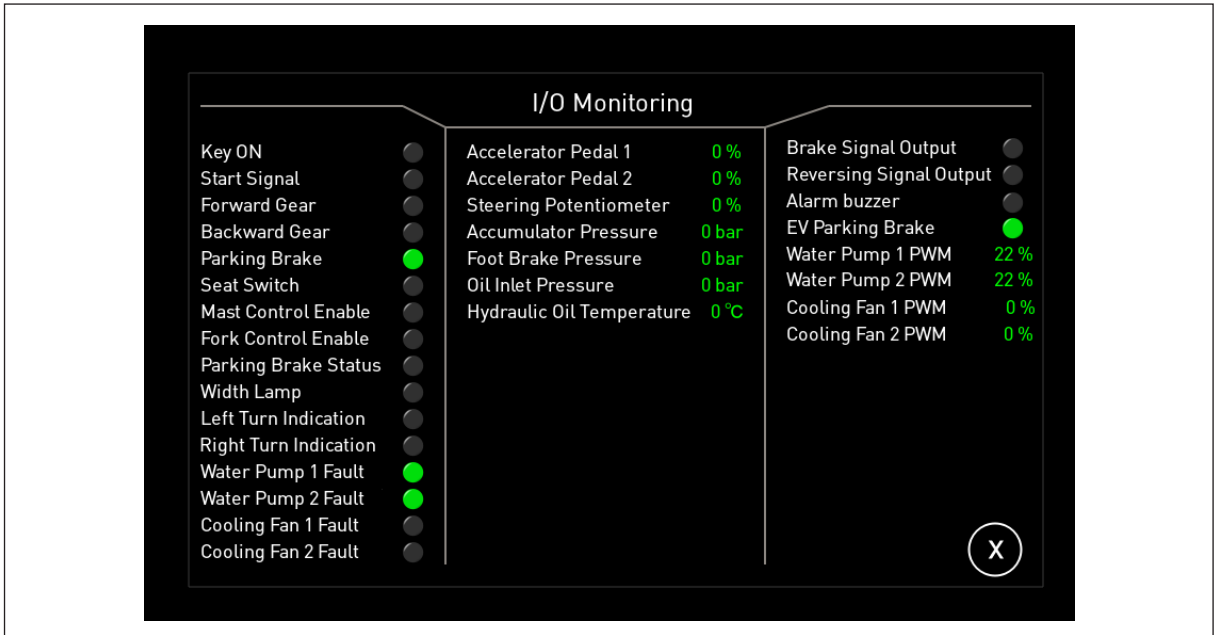 I/O Monitoring
Key ON
Start Signal
Forward Gear
Backward Gear
Parking Brake
Seat Switch
Mast Control Enable
Fork Control Enable
Parking Brake Status
Width Lamp
Left Turn Indication
Right Turn Indication
Water Pump 1 Fault
Water Pump 2 Fault
Cooling Fan 1 Fault
Cooling Fan 2 Fault
Accelerator Pedal 1 0 %
Accelerator Pedal 2 0 %
Steering Potentiometer 0 %
Accumulator Pressure 0 bar
Foot Brake Pressure 0 bar
Oil Inlet Pressure 0 bar
Hydraulic Oil Temperature 0 °C
Brake Signal Output
Reversing Signal Output
Alarm buzzer
EV Parking Brake
Water Pump 1 PWM 22 %
Water Pump 2 PWM 22 %
Cooling Fan 1 PWM 0 %
Cooling Fan 2 PWM 0 %
X